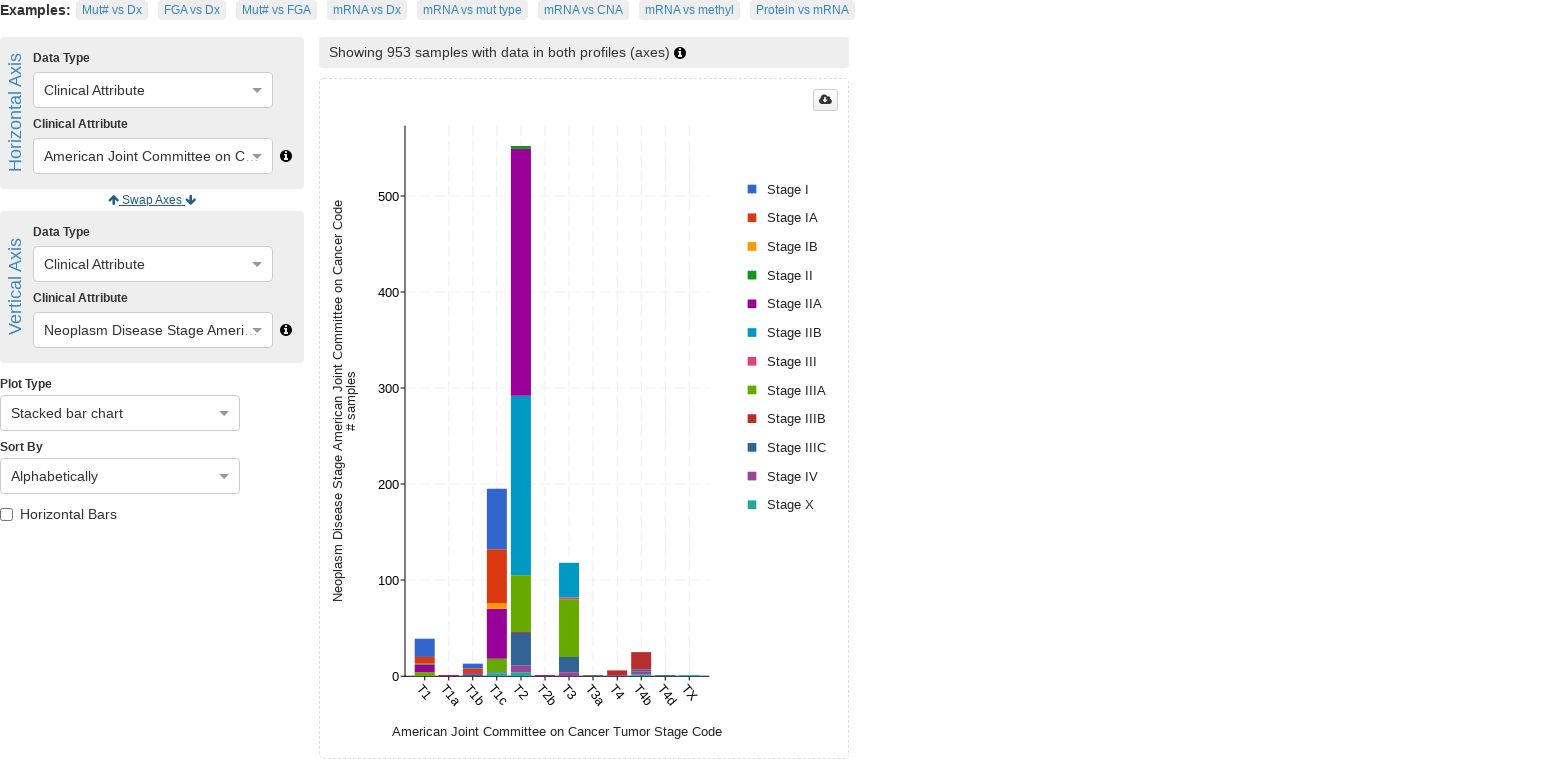 Examples: Mut# vs Dx FGA vs Dx Mut# vs FGA mRNA vs Dx mRNA vs mut type mRNA vs CNA mRNA vs methyl Protein vs mRNA
Horizontal Axis
Data Type
Clinical Attribute
Clinical Attribute
American Joint Committee on C…
Swap Axes
Vertical Axis
Data Type
Clinical Attribute
Clinical Attribute
Neoplasm Disease Stage Ameri…
Plot Type
Stacked bar chart
Sort By
Alphabetically
Horizontal Bars
Showing 953 samples with data in both profiles (axes)
Neoplasm Disease Stage American Joint Committee on Cancer Code
# samples
500
400
300
200
100
0
T1 T1a T1b T1c T2 T2b T3 T3a T4 T4b T4d TX
American Joint Committee on Cancer Tumor Stage Code
Stage I
Stage IA
Stage IB
Stage II
Stage IIA
Stage IIB
Stage III
Stage IIIA
Stage IIIB
Stage IIIC
Stage IV
Stage X